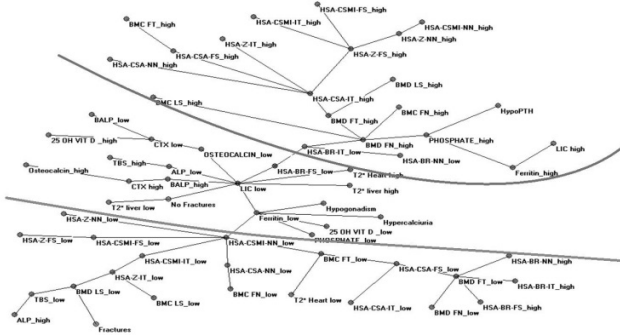 HSA-CSMI-FS_high
BMC FT_high
HSA-CSMI-IT_high
HSA-CSMI-NN_high
HSA-Z-IT_high
HSA-Z-NN_high
HSA-CSA-FS_high
HSA-Z-FS_high
HSA-CSA-NN_high
BMD LS_high
HSA-CSA-IT_high
BMC LS_high
BMC FN_high
HypoPTH
BALP_low
BMD FT_high
PHOSPHATE_high
LIC high
25 OH VIT D _high
CTX low
BMD FN_high
OSTEOCALCIN_low
HSA-BR-IT_low
HSA-BR-NN_low
TBS_high
Osteocalcin_high
ALP_low
HSA-BR-FS_low
T2* Heart high
Ferritin_high
CTX high
BALP_high
LIC low
T2* liver high
T2* liver low
No Fractures
Hypogonadism
HSA-Z-NN_low
Ferritin_low
Hypercalciuria
25 OH VIT D _low
PHOSPHATE_low
HSA-Z-FS_low
HSA-CSMI-FS_low
HSA-CSMI-NN_low
HSA-CSMI-IT_low
BMC FT_low
HSA-BR-NN_high
HSA-Z-IT_low
HSA-CSA-NN_low
HSA-CSA-FS_low
BMD FT_low
HSA-BR-IT_high
TBS_low
BMD LS_low
BMC LS_low
BMC FN_low
T2* Heart low
HSA-CSA-IT_low
BMD FN_low
HSA-BR-FS_high
ALP_high
Fractures